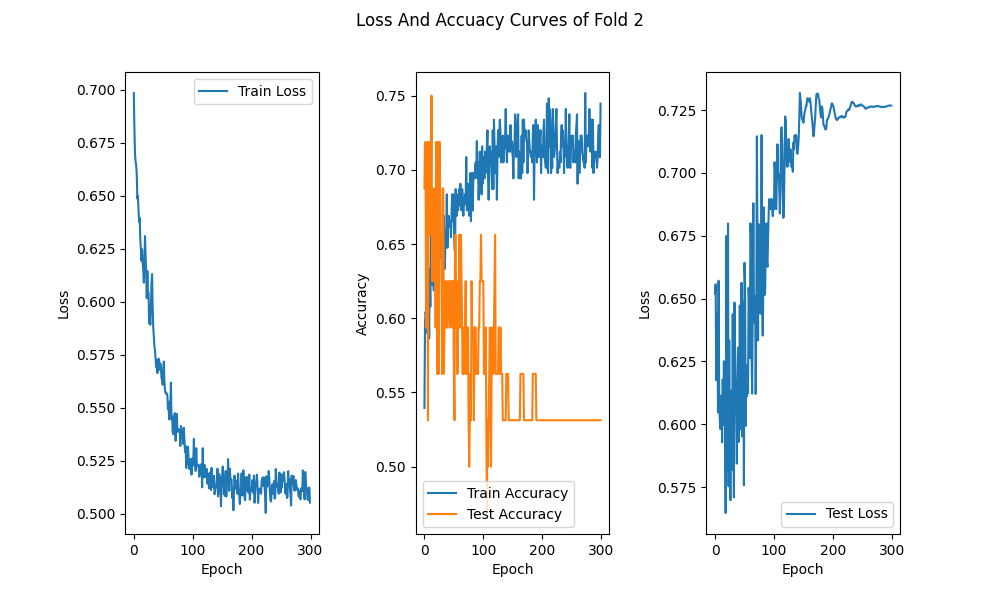 Loss And Accuacy Curves of Fold 2
0.700
0.675
0.650
0.625
0.600
0.575
0.550
0.525
0.500
Loss
0 100 200 300
Epoch
Train Loss
0.75
0.70
0.65
0.60
0.55
0.50
Accuracy
0 100 200 300
Epoch
Train Accuracy
Test Accuracy
0.725
0.700
0.675
0.650
0.625
0.600
0.575
Loss
0 100 200 300
Epoch
Test Loss